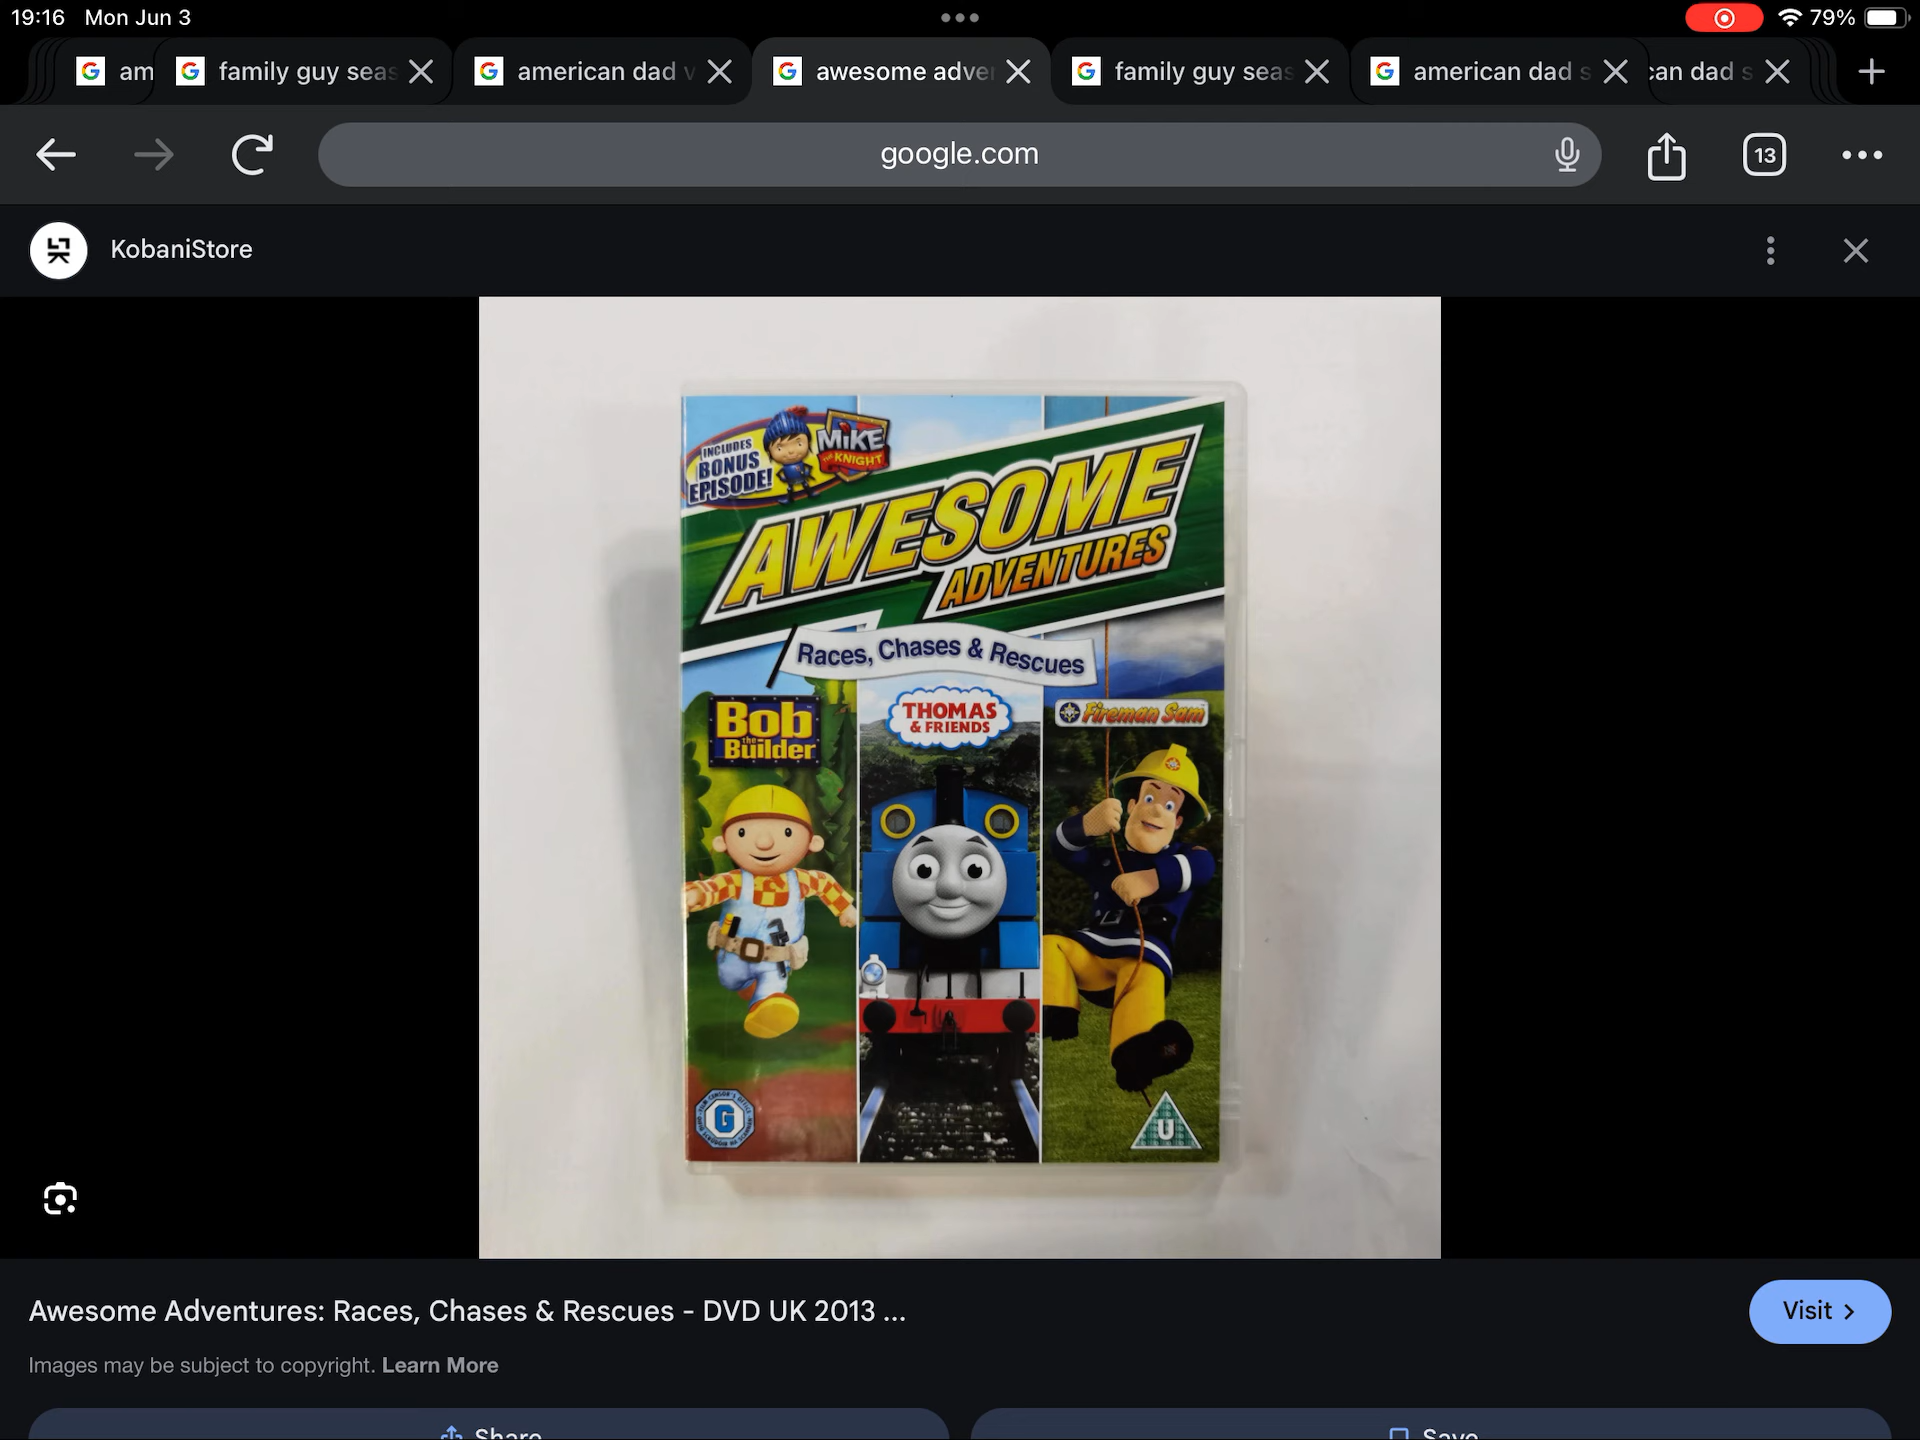 19:16 Mon Jun 3
79%
am
family guy seas
american dad v
awesome adver
family guy seas
american dad s
can dad s
google.com
13
KobaniStore
INCLUDES
BONUS
EPISODE!
MIKE
THE KNIGHT
AWESOME
ADVENTURES
Races, Chases & Rescues
Bob
the
Builder
THOMAS
& FRIENDS
Fireman Sam
G
U
Awesome Adventures: Races, Chases & Rescues - DVD UK 2013 ...
Visit
Images may be subject to copyright. Learn More
Share
Save